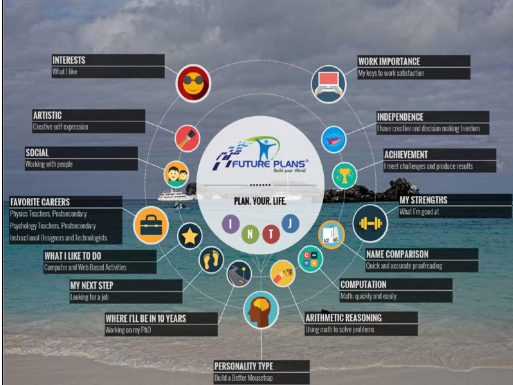 INTERESTS
What I like
WORK IMPORTANCE
My keys to work satisfaction
ARTISTIC
Creative self expression
INDEPENDENCE
I have creative and decision making freedom
SOCIAL
Working with people
ACHIEVEMENT
I meet challenges and produce results
FUTURE PLANS®
Build your World
PLAN. YOUR. LIFE.
I N T J
FAVORITE CAREERS
Physics Teachers, Postsecondary
Psychology Teachers, Postsecondary
Instructional Designers and Technologists
MY STRENGTHS
What I'm good at
WHAT I LIKE TO DO
Computer and Web Based Activities
NAME COMPARISON
Quick and accurate proofreading
MY NEXT STEP
Looking for a job
COMPUTATION
Math: quickly and easily
WHERE I'LL BE IN 10 YEARS
Working on my PhD
ARITHMETIC REASONING
Using math to solve problems
PERSONALITY TYPE
Build a Better Mousetrap